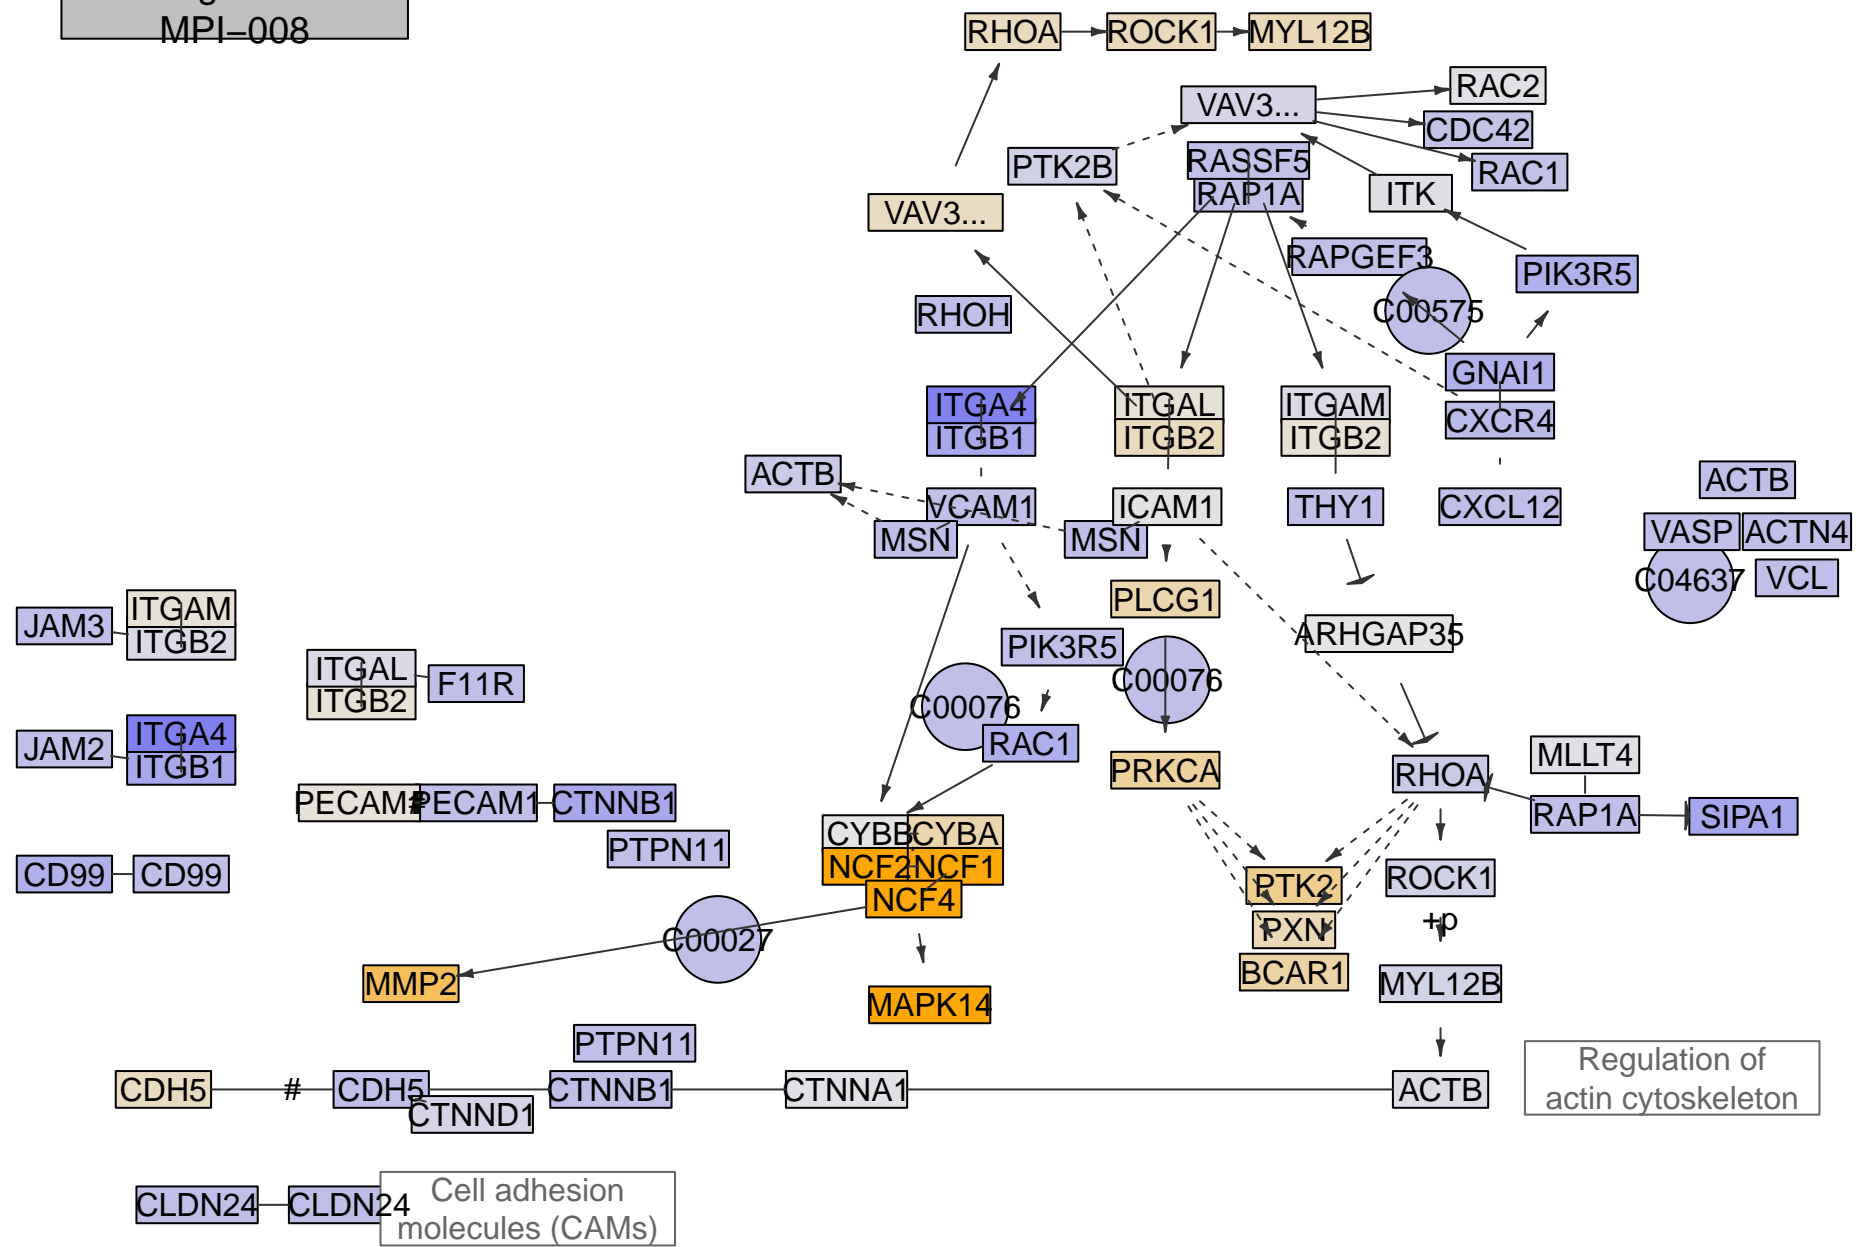 MPI–008
RHOA
ROCK1
MYL12B
RAC2
VAV3...
CDC42
PTK2B
RASSF5
RAC1
RAP1A
ITK
VAV3...
RAPGEF3
PIK3R5
RHOH
C00575
GNAI1
ITGA4
ITGAL
ITGAM
CXCR4
ITGB1
ITGB2
ITGB2
ACTB
ACTB
VCAM1
ICAM1
THY1
CXCL12
MSN
MSN
VASP
ACTN4
C04637
VCL
PLCG1
JAM3
ITGAM
ITGB2
ARHGAP35
PIK3R5
ITGAL
F11R
ITGB2
C00076
C00076
JAM2
ITGA4
ITGB1
RAC1
PRKCA
RHOA
MLLT4
PECAM1
#
PECAM1
CTNNB1
RAP1A
SIPA1
CYBB
CYBA
PTPN11
NCF2
NCF1
CD99
CD99
NCF4
PTK2
ROCK1
C00027
PXN
+p
BCAR1
MMP2
MYL12B
MAPK14
PTPN11
CDH5
#
CDH5
CTNNB1
CTNNA1
ACTB
CTNND1
Regulation of
actin cytoskeleton
CLDN24
CLDN24
Cell adhesion
molecules (CAMs)